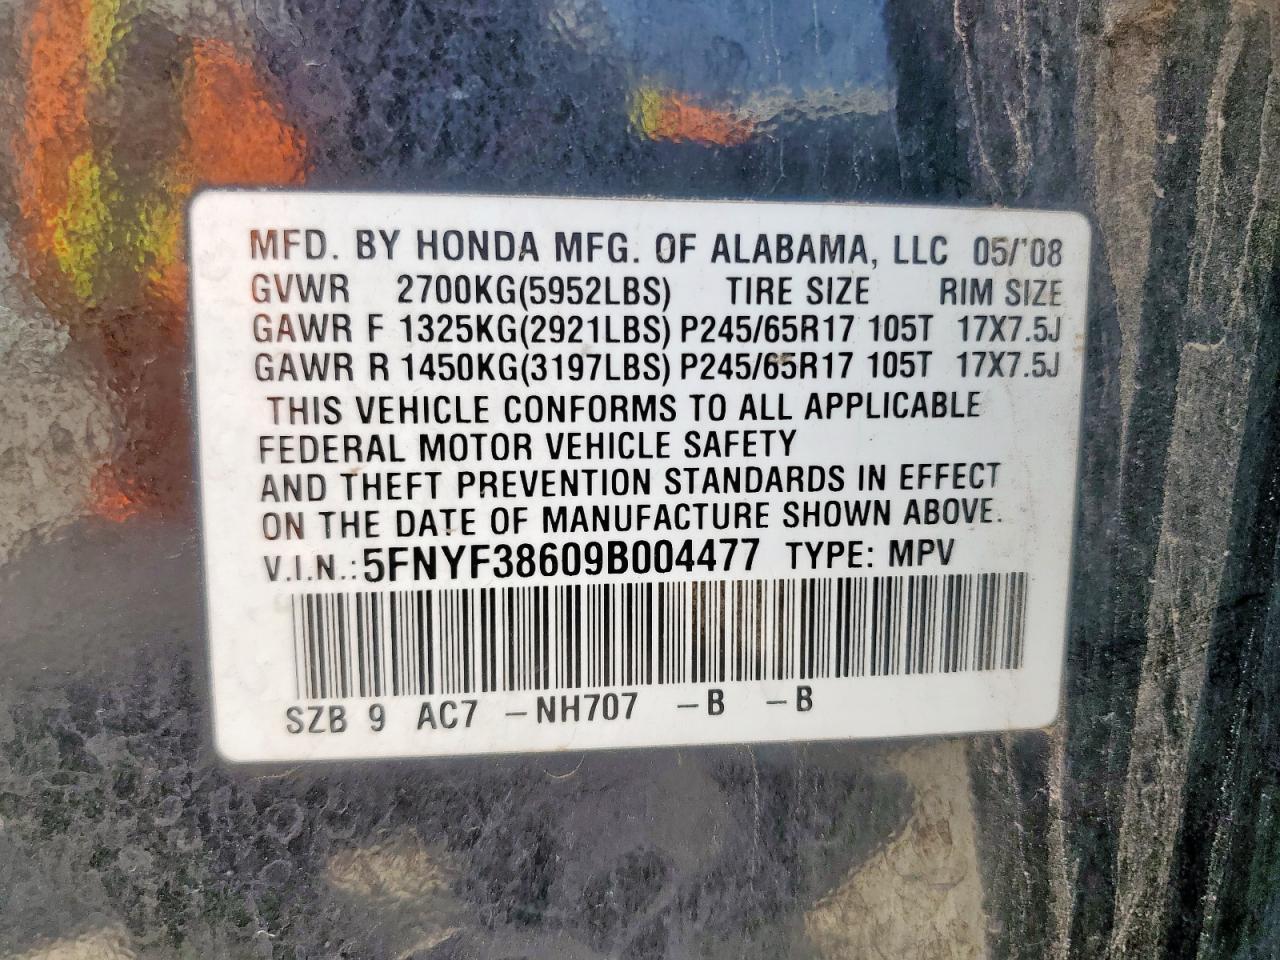 MFD. BY HONDA MFG. OF ALABAMA, LLC 05/'08
GVWR 2700KG(5952LBS) TIRE SIZE RIM SIZE
GAWR F 1325KG(2921LBS) P245/65R17 105T 17X7.5J
GAWR R 1450KG(3197LBS) P245/65R17 105T 17X7.5J
THIS VEHICLE CONFORMS TO ALL APPLICABLE
FEDERAL MOTOR VEHICLE SAFETY
AND THEFT PREVENTION STANDARDS IN EFFECT
ON THE DATE OF MANUFACTURE SHOWN ABOVE.
V.I.N.: 5FNYF38609B004477 TYPE: MPV
SZB 9 AC7 -NH707 -B -B